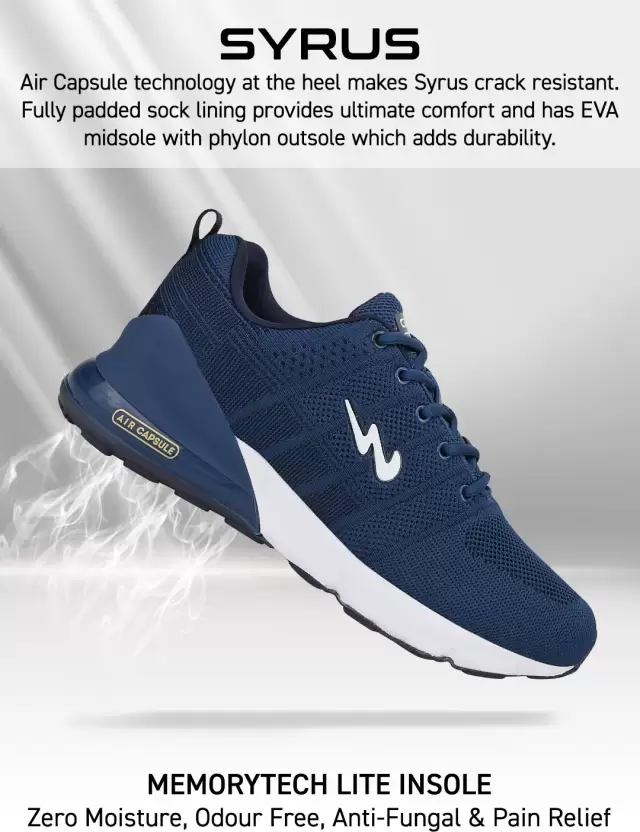 SYRUS
Air Capsule technology at the heel makes Syrus crack resistant.
Fully padded sock lining provides ultimate comfort and has EVA
midsole with phylon outsole which adds durability.
AIR CAPSULE
MEMORYTECH LITE INSOLE
Zero Moisture, Odour Free, Anti-Fungal & Pain Relief